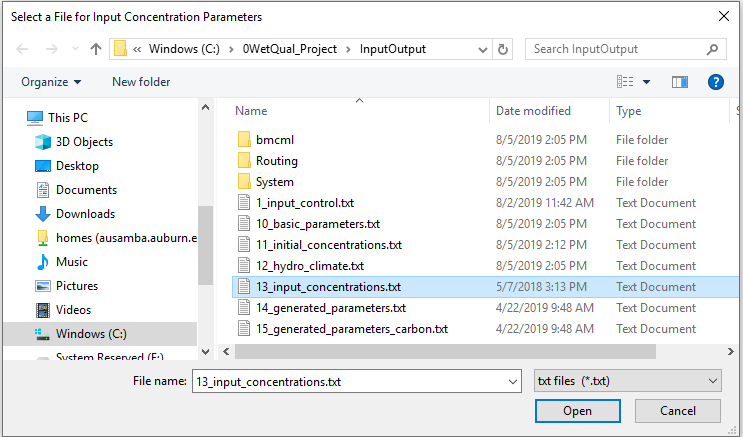 Select a File for Input Concentration Parameters
« Windows (C:) > 0WetQual_Project > InputOutput
Search InputOutput
Organize New folder
Name Date modified Type S
This PC
3D Objects
Desktop
Documents
Downloads
homes (ausamba.auburn.e
Music
Pictures
Videos
Windows (C:)
System Reserved (E:)
bmcml 8/5/2019 2:05 PM File folder
Routing 8/5/2019 2:05 PM File folder
System 8/5/2019 2:05 PM File folder
1_input_control.txt 8/2/2019 11:42 AM Text Document
10_basic_parameters.txt 8/5/2019 2:05 PM Text Document
11_initial_concentrations.txt 8/5/2019 2:12 PM Text Document
12_hydro_climate.txt 8/5/2019 2:05 PM Text Document
13_input_concentrations.txt 5/7/2018 3:13 PM Text Document
14_generated_parameters.txt 4/22/2019 9:48 AM Text Document
15_generated_parameters_carbon.txt 4/22/2019 9:48 AM Text Document
File name: 13_input_concentrations.txt txt files (*.txt)
Open Cancel